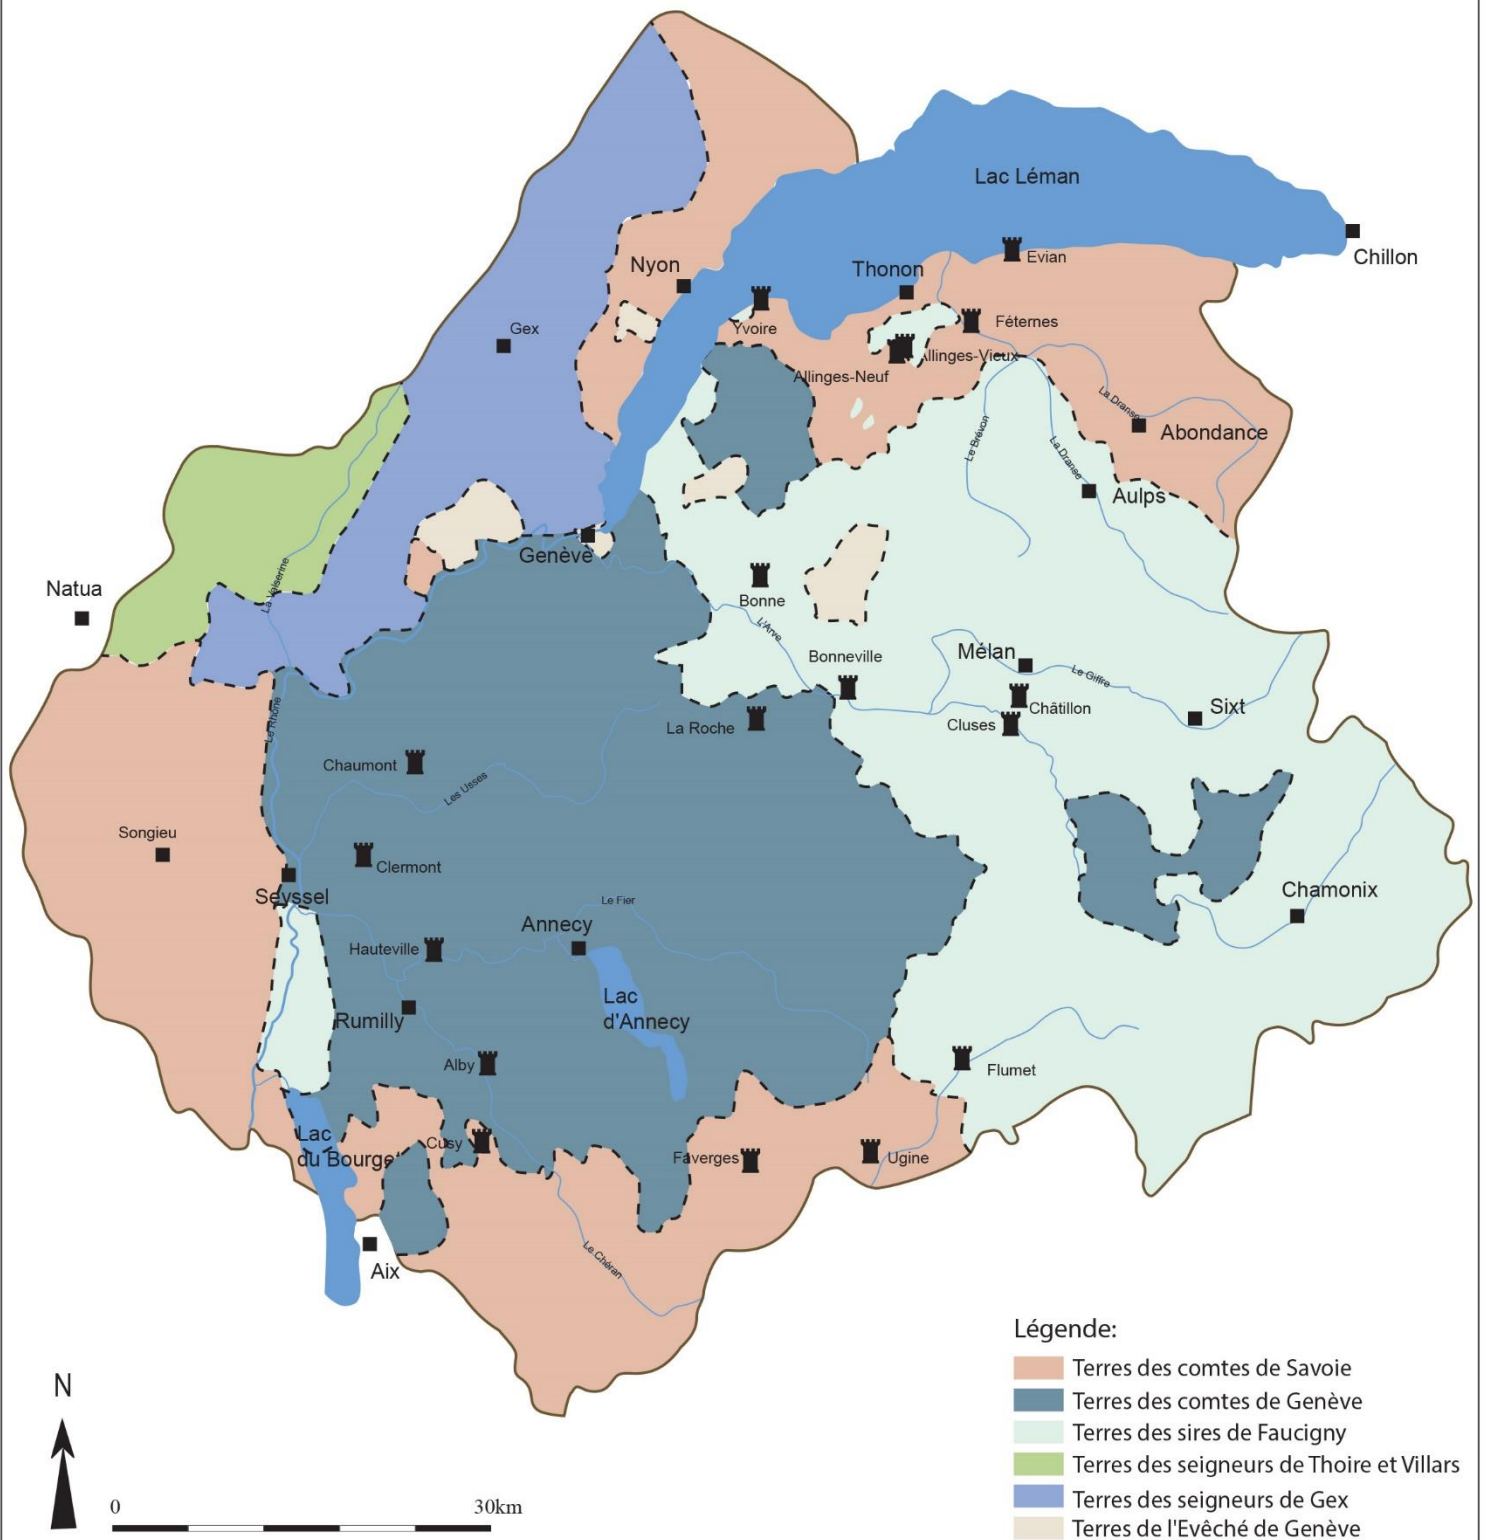 Lac Léman
Chillon
Evian
Thonon
Nyon
Yvoire
Féternes
Gex
Allinges-Vieux
Allinges-Neuf
La Dranse
Abondance
Le Brévon
La Dranse
Aulps
Genève
Natua
La Valserine
Bonne
L'Arve
Bonneville
Mélan
Le Giffre
Châtillon
Sixt
Cluses
La Roche
Le Rhône
Chaumont
Les Usses
Songieu
Clermont
Seyssel
Chamonix
Le Fier
Annecy
Hauteville
Lac
d'Annecy
Rumilly
Alby
Flumet
Lac
du Bourget
Cusy
Faverges
Ugine
Aix
Le Chéran
Légende:
Terres des comtes de Savoie
Terres des comtes de Genève
Terres des sires de Faucigny
Terres des seigneurs de Thoire et Villars
Terres des seigneurs de Gex
Terres de l'Evêché de Genève
N
0 30km